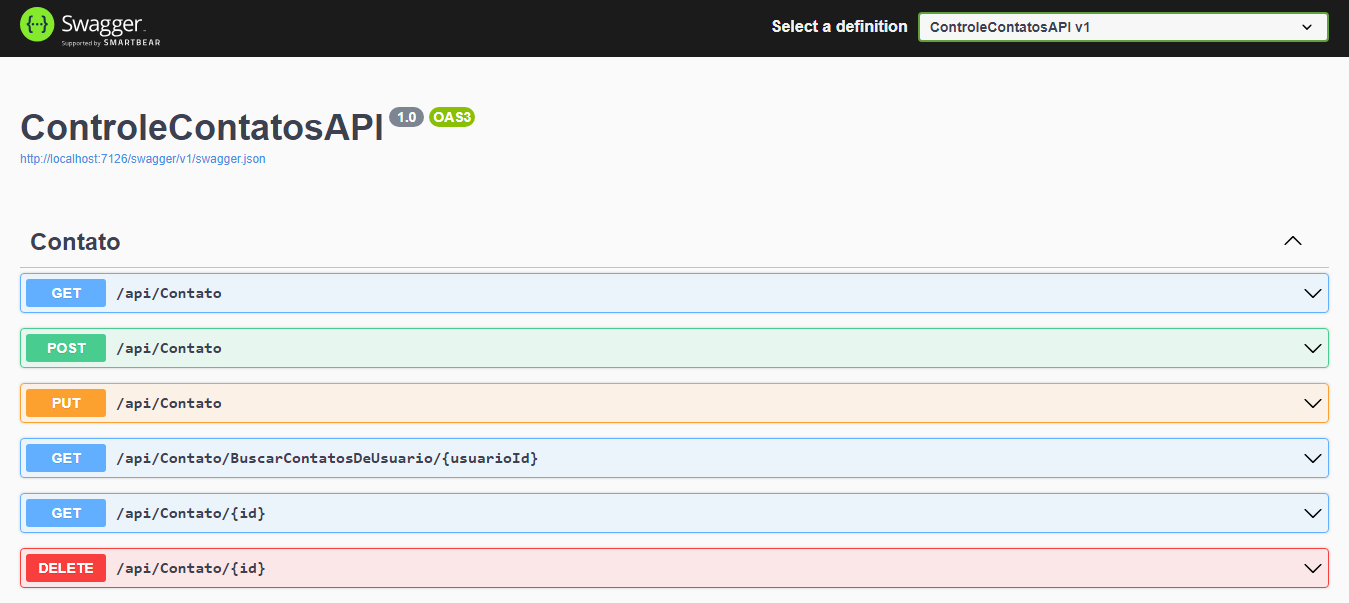 {···} Swagger.
Supported by SMARTBEAR
Select a definition
ControleContatosAPI v1
ControleContatosAPI 1.0 OAS3
http://localhost:7126/swagger/v1/swagger.json
Contato
GET /api/Contato
POST /api/Contato
PUT /api/Contato
GET /api/Contato/BuscarContatosDeUsuario/{usuarioId}
GET /api/Contato/{id}
DELETE /api/Contato/{id}